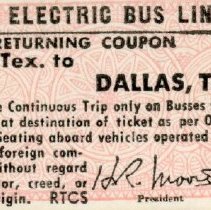 ELECTRIC BUS LIN
RETURNING COUPON
Tex. to
DALLAS, T
Continuous Trip only on Busses
at destination of ticket as per O
Seating aboard vehicles operated
foreign com-
without regard
or, creed, or
igin. RTCS
President